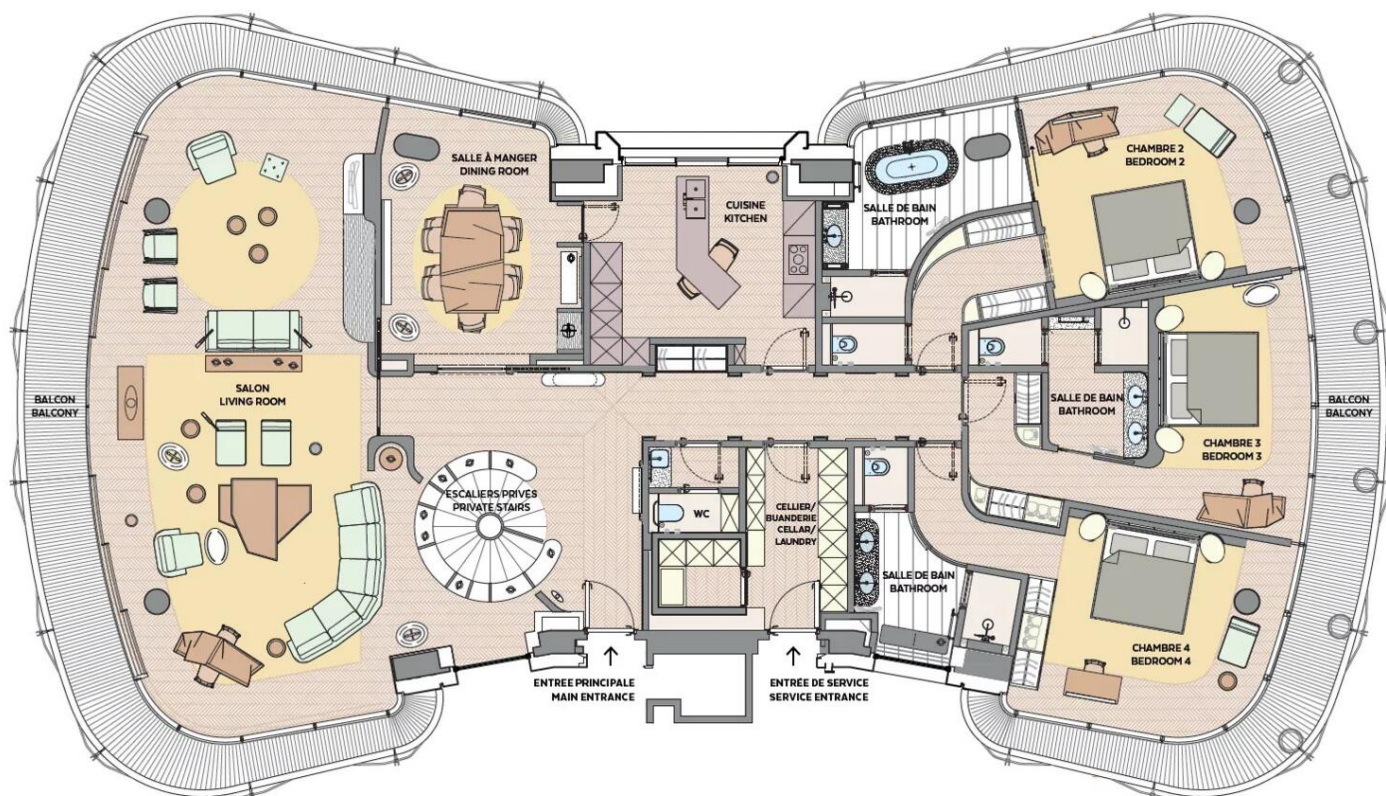 SALLE À MANGER
DINING ROOM
CUISINE
KITCHEN
SALLE DE BAIN
BATHROOM
CHAMBRE 2
BEDROOM 2
BALCON
BALCONY
SALON
LIVING ROOM
SALLE DE BAIN
BATHROOM
CHAMBRE 3
BEDROOM 3
BALCON
BALCONY
ESCALIERS PRIVÉS
PRIVATE STAIRS
WC
CELLIER/
BUANDERIE
CELLAR/
LAUNDRY
SALLE DE BAIN
BATHROOM
CHAMBRE 4
BEDROOM 4
ENTREE PRINCIPALE
MAIN ENTRANCE
ENTRÉE DE SERVICE
SERVICE ENTRANCE